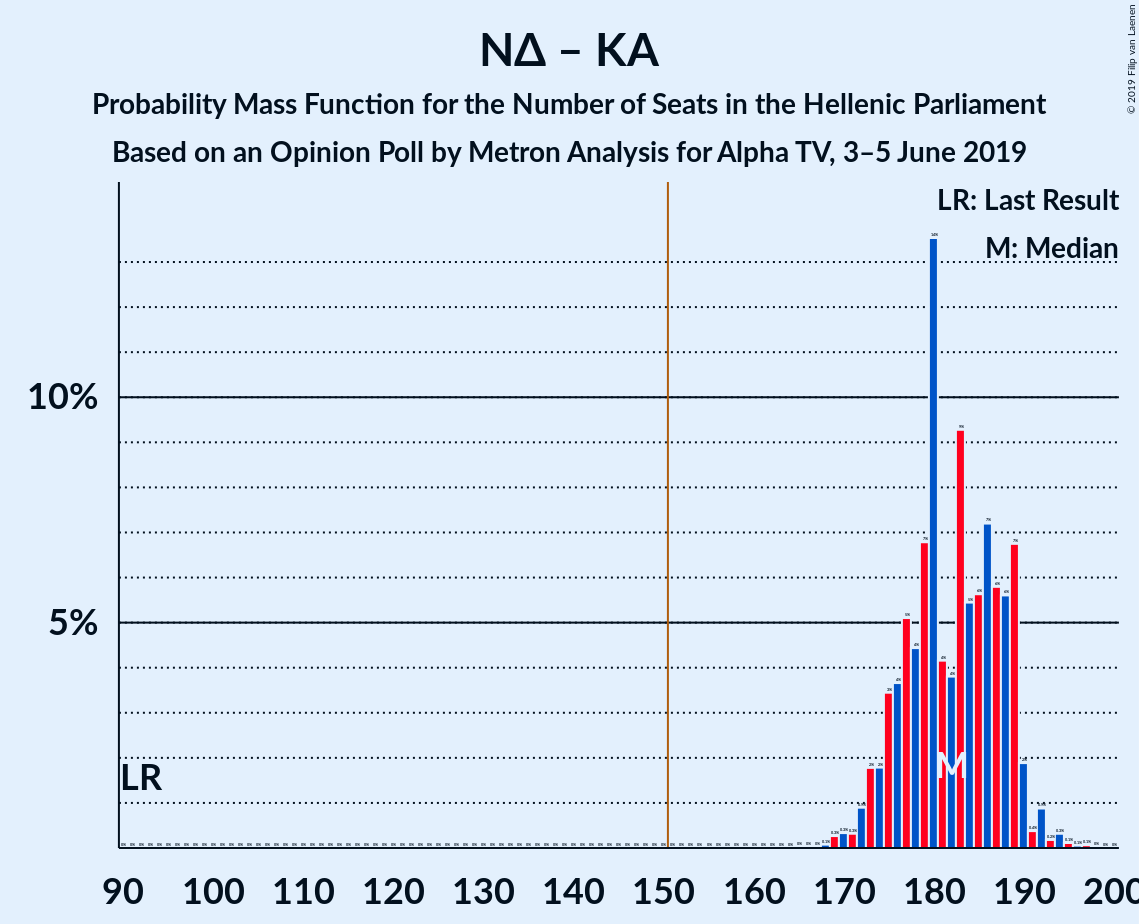 ΝΔ – ΚΑ
Probability Mass Function for the Number of Seats in the Hellenic Parliament
Based on an Opinion Poll by Metron Analysis for Alpha TV, 3–5 June 2019
© 2019 Filip van Laenen
LR: Last Result
M: Median
10%
5%
LR
M
90 100 110 120 130 140 150 160 170 180 190 200